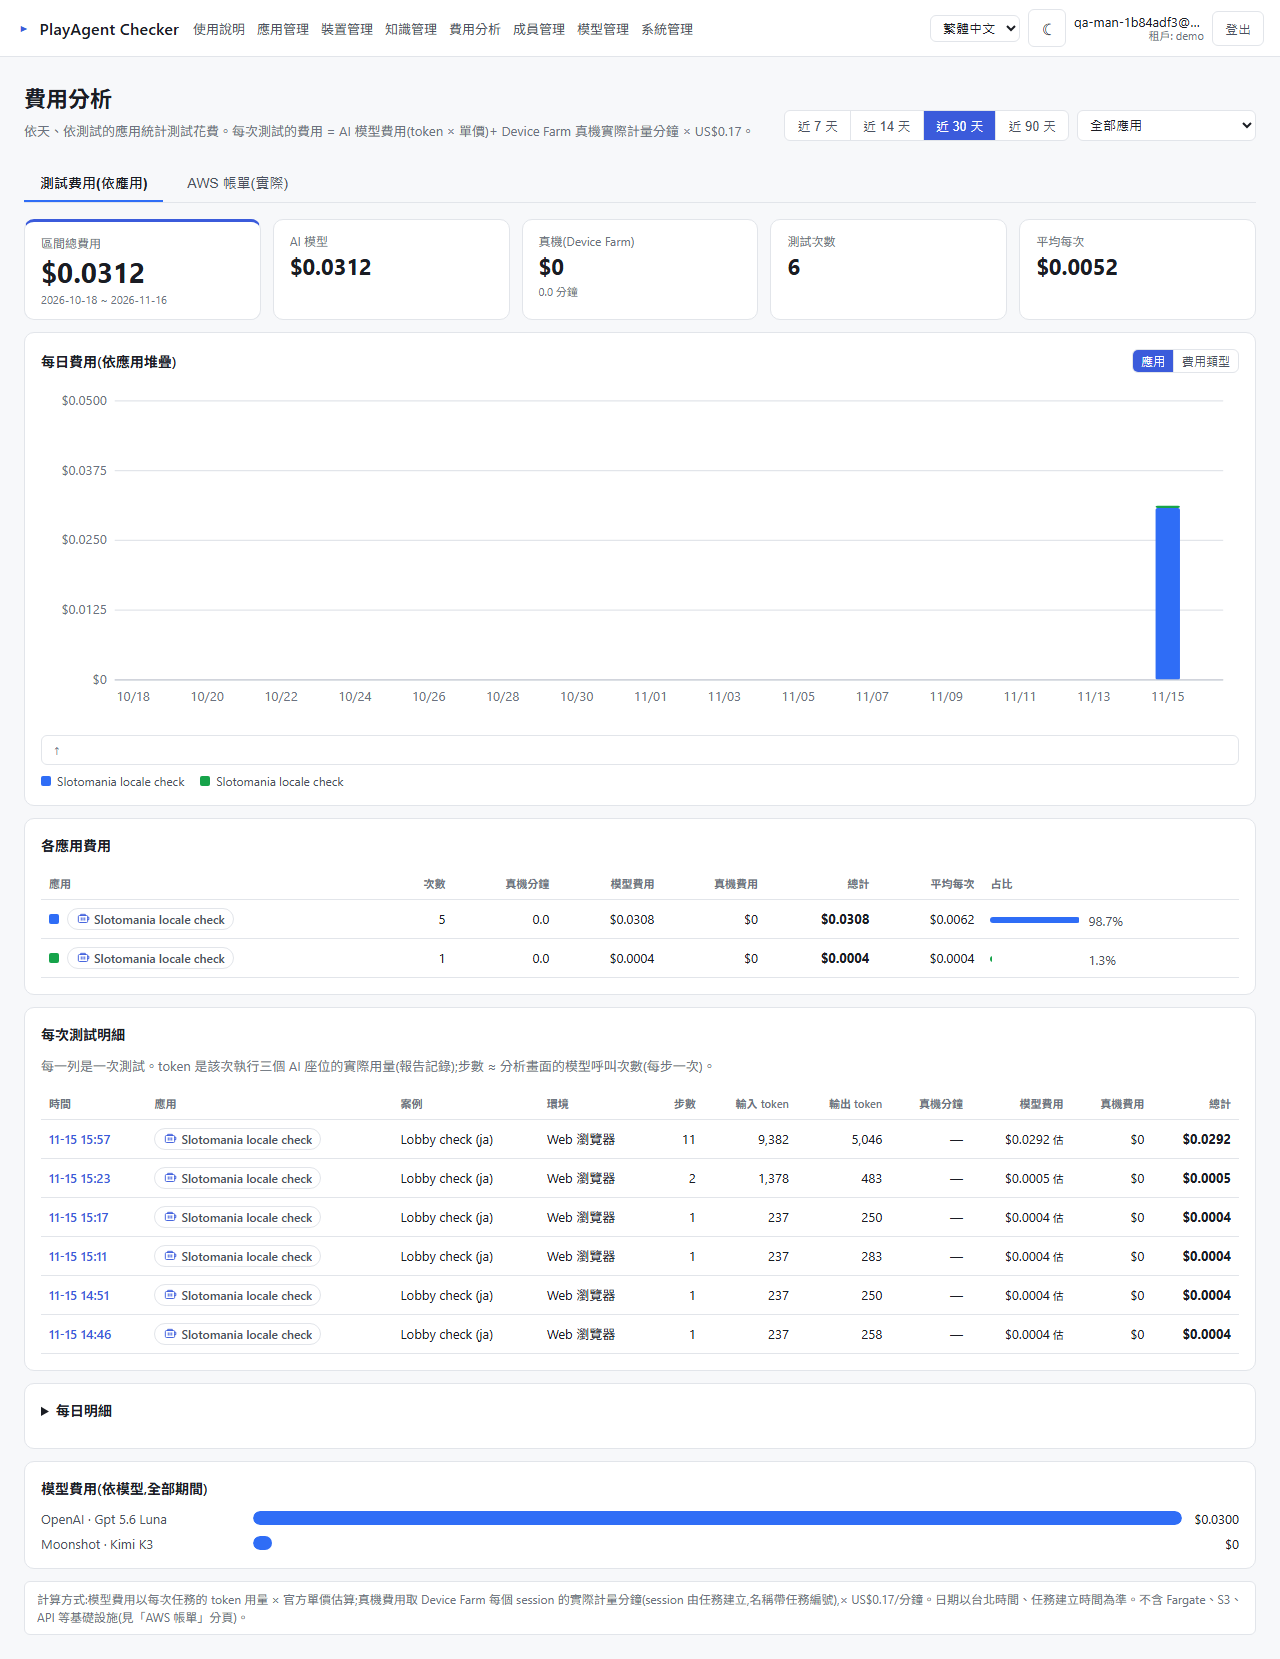 PlayAgent Checker 使用說明 應用管理 裝置管理 知識管理 費用分析 成員管理 模型管理 系統管理 繁體中文 qa-man-1b84adf3@... 租戶: demo 登出
費用分析
依天、依測試的應用統計測試花費。每次測試的費用 = AI 模型費用(token × 單價)+ Device Farm 真機實際計量分鐘 × US$0.17。
近 7 天 近 14 天 近 30 天 近 90 天 全部應用
測試費用(依應用) AWS 帳單(實際)
區間總費用
$0.0312
2026-10-18 ~ 2026-11-16
AI 模型
$0.0312
真機(Device Farm)
$0
0.0 分鐘
測試次數
6
平均每次
$0.0052
每日費用(依應用堆疊) 應用 費用類型
$0.0500
$0.0375
$0.0250
$0.0125
$0
10/18 10/20 10/22 10/24 10/26 10/28 10/30 11/01 11/03 11/05 11/07 11/09 11/11 11/13 11/15
↑
Slotomania locale check Slotomania locale check
各應用費用
應用 次數 真機分鐘 模型費用 真機費用 總計 平均每次 占比
Slotomania locale check 5 0.0 $0.0308 $0 $0.0308 $0.0062 98.7%
Slotomania locale check 1 0.0 $0.0004 $0 $0.0004 $0.0004 1.3%
每次測試明細
每一列是一次測試。token 是該次執行三個 AI 座位的實際用量(報告記錄);步數 ≈ 分析畫面的模型呼叫次數(每步一次)。
時間 應用 案例 環境 步數 輸入 token 輸出 token 真機分鐘 模型費用 真機費用 總計
11-15 15:57 Slotomania locale check Lobby check (ja) Web 瀏覽器 11 9,382 5,046 — $0.0292 估 $0 $0.0292
11-15 15:23 Slotomania locale check Lobby check (ja) Web 瀏覽器 2 1,378 483 — $0.0005 估 $0 $0.0005
11-15 15:17 Slotomania locale check Lobby check (ja) Web 瀏覽器 1 237 250 — $0.0004 估 $0 $0.0004
11-15 15:11 Slotomania locale check Lobby check (ja) Web 瀏覽器 1 237 283 — $0.0004 估 $0 $0.0004
11-15 14:51 Slotomania locale check Lobby check (ja) Web 瀏覽器 1 237 250 — $0.0004 估 $0 $0.0004
11-15 14:46 Slotomania locale check Lobby check (ja) Web 瀏覽器 1 237 258 — $0.0004 估 $0 $0.0004
▶ 每日明細
模型費用(依模型,全部期間)
OpenAI · Gpt 5.6 Luna $0.0300
Moonshot · Kimi K3 $0
計算方式:模型費用以每次任務的 token 用量 × 官方單價估算;真機費用取 Device Farm 每個 session 的實際計量分鐘(session 由任務建立,名稱帶任務編號),× US$0.17/分鐘。日期以台北時間、任務建立時間為準。不含 Fargate、S3、
API 等基礎設施(見「AWS 帳單」分頁)。